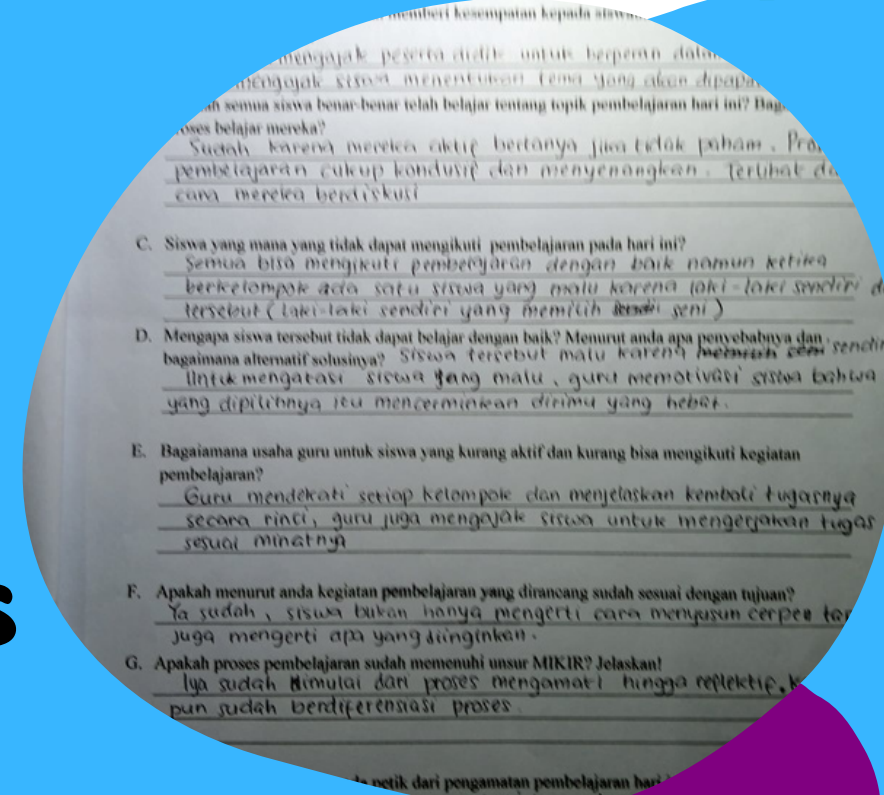 memberi kesempatan kepada siswa
mengajak peserta didik untuk berperan dalam
mengajak siswa menentukan tema yang akan dipapa
ah semua siswa benar-benar telah belajar tentang topik pembelajaran hari ini? Bag
oses belajar mereka?
Sudah karena mereka aktif bertanya jika tidak paham. Pro
pembelajaran cukup kondusif dan menyenangkan. Terlihat da
cara mereka berdiskusi
C. Siswa yang mana yang tidak dapat mengikuti pembelajaran pada hari ini?
Semua bisa mengikuti pembelajaran dengan baik namun ketika
berkelompok ada satu siswa yang malu karena laki-laki sendiri d
tersebut (laki-laki sendiri yang memilih seni)
D. Mengapa siswa tersebut tidak dapat belajar dengan baik? Menurut anda apa penyebabnya dan
bagaimana alternatif solusinya? Siswa tersebut malu karena memilih seni sendir
Untuk mengatasi siswa yang malu, guru memotivasi siswa bahwa
yang dipilihnya itu mencerminkan dirimu yang hebat.
E. Bagaiamana usaha guru untuk siswa yang kurang aktif dan kurang bisa mengikuti kegiatan
pembelajaran?
Guru mendekati setiap kelompok dan menjelaskan kembali tugasnya
secara rinci, guru juga mengajak siswa untuk mengerjakan tugas
sesuai minatnya
F. Apakah menurut anda kegiatan pembelajaran yang dirancang sudah sesuai dengan tujuan?
Ya sudah, siswa bukan hanya mengerti cara menyusun cerpen tap
juga mengerti apa yang diinginkan.
G. Apakah proses pembelajaran sudah memenuhi unsur MIKIR? Jelaskan!
Iya sudah dimulai dari proses mengamati hingga reflektif, k
pun sudah berdiferensiasi proses.
petik dari pengamatan pembelajaran hari i
s